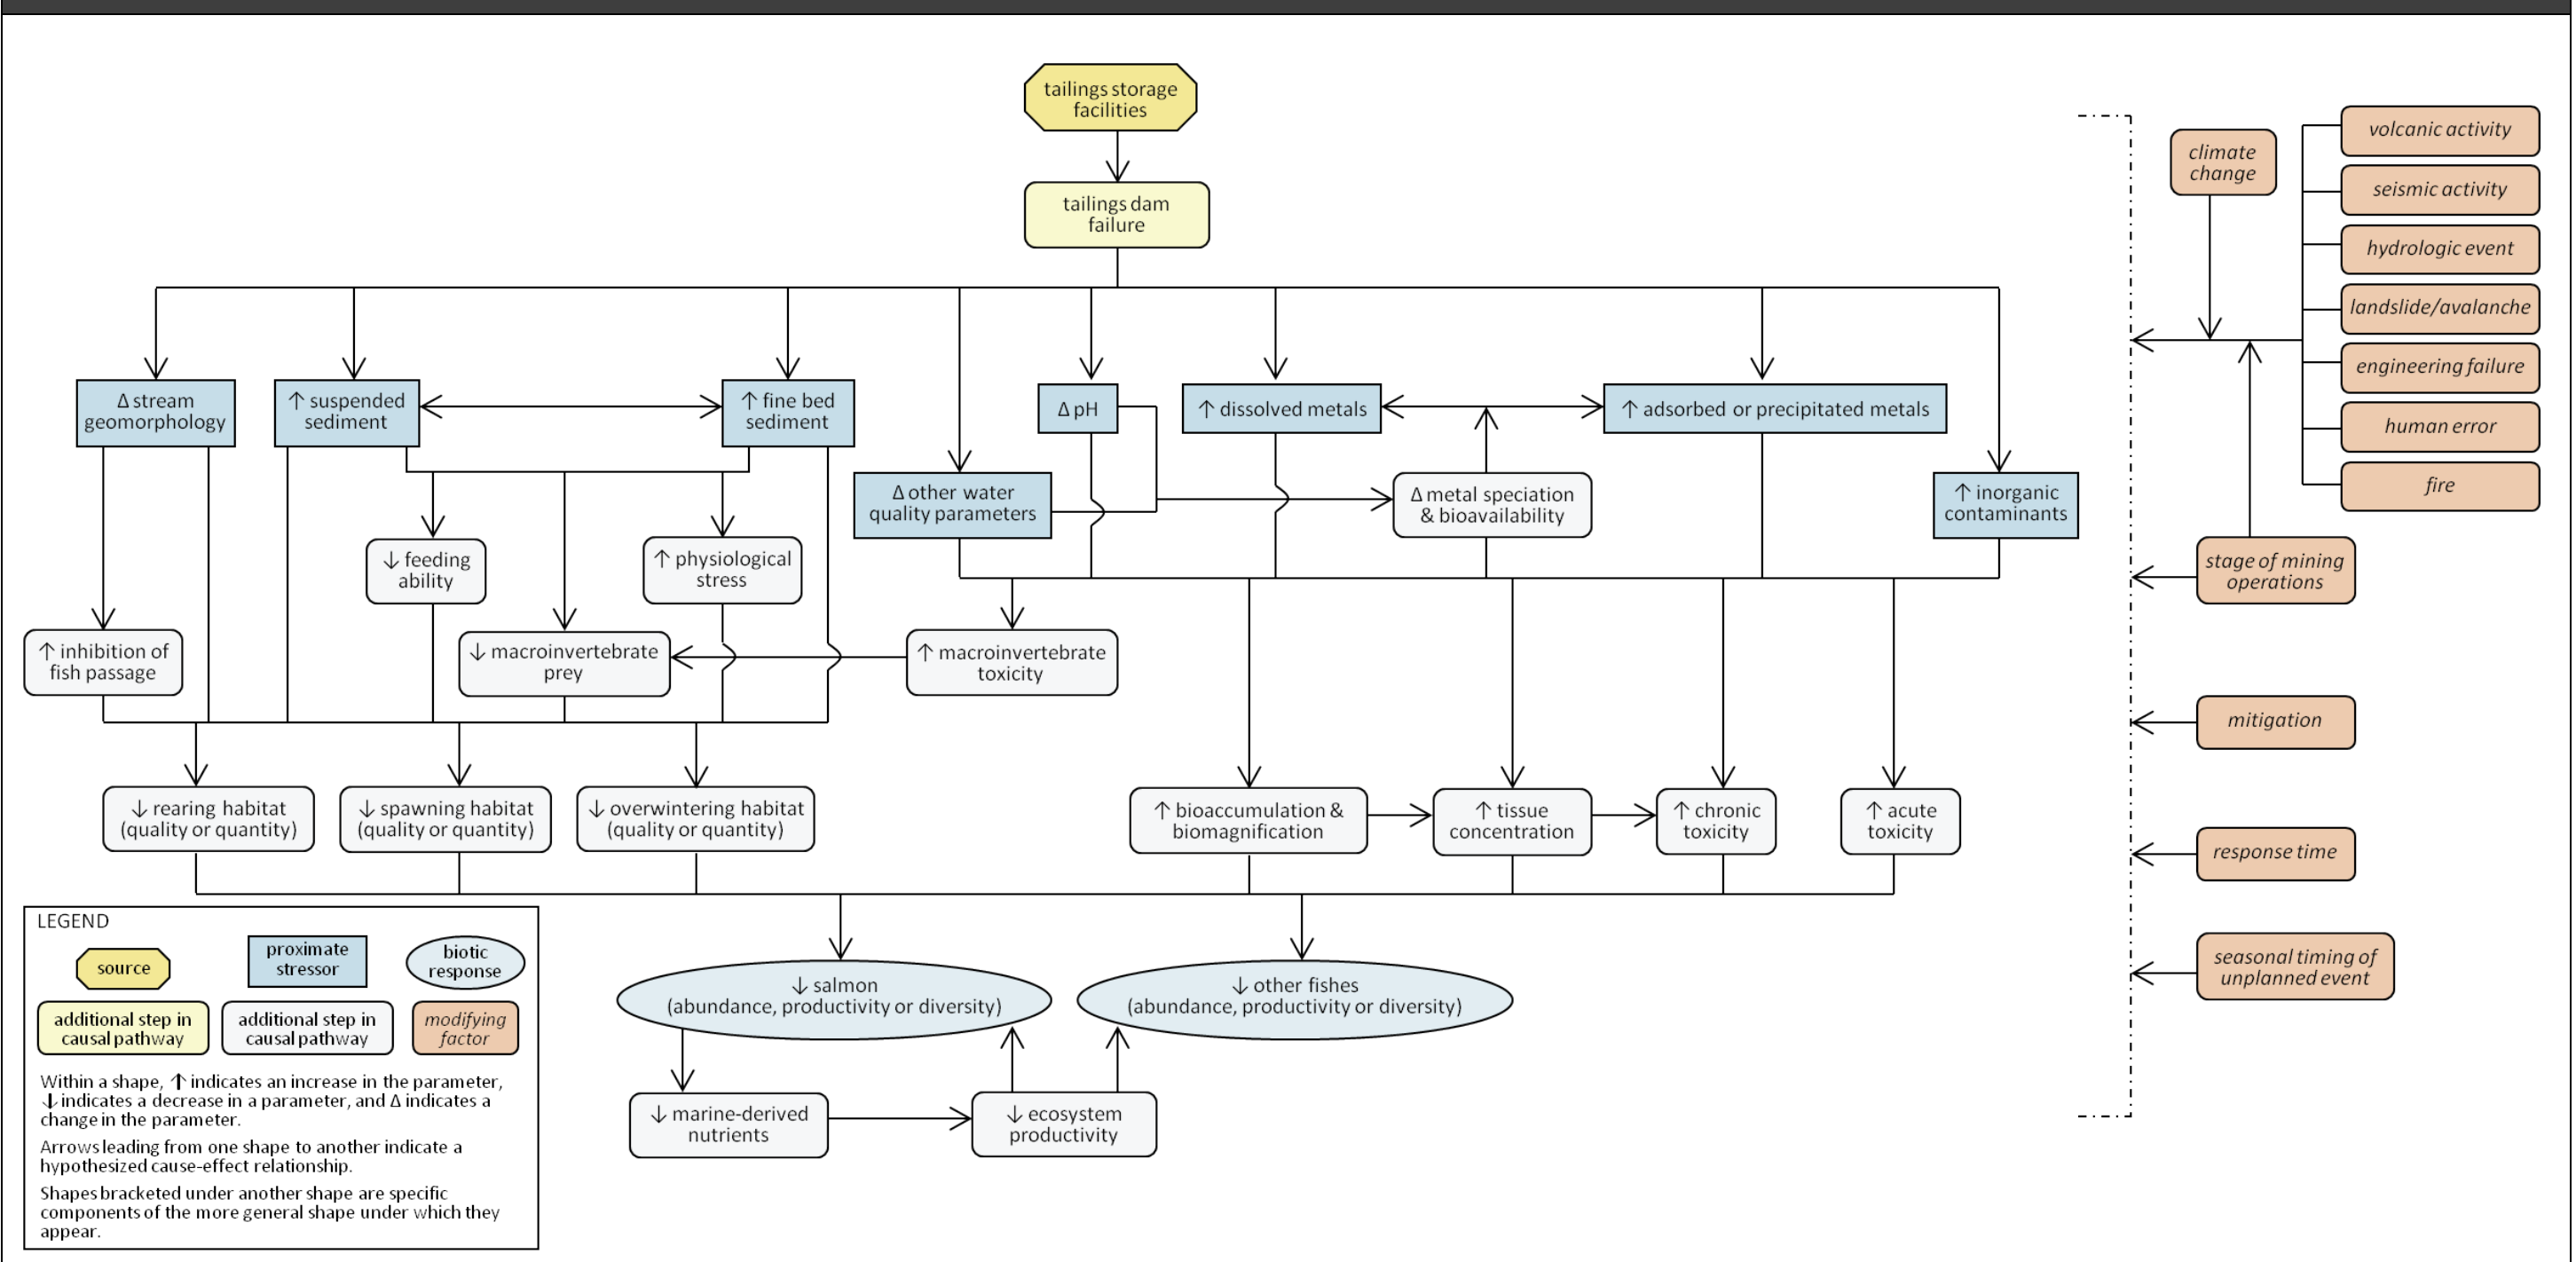 tailings storage
facilities
tailings dam
failure
Δ stream
geomorphology
↑ suspended
sediment
↑ fine bed
sediment
Δ other water
quality parameters
Δ pH
↑ dissolved metals
↑ adsorbed or precipitated metals
Δ metal speciation
& bioavailability
↑ inorganic
contaminants
↓ feeding
ability
↑ physiological
stress
↑ inhibition of
fish passage
↓ macroinvertebrate
prey
↑ macroinvertebrate
toxicity
↓ rearing habitat
(quality or quantity)
↓ spawning habitat
(quality or quantity)
↓ overwintering habitat
(quality or quantity)
↑ bioaccumulation &
biomagnification
↑ tissue
concentration
↑ chronic
toxicity
↑ acute
toxicity
↓ salmon
(abundance, productivity or diversity)
↓ other fishes
(abundance, productivity or diversity)
↓ marine-derived
nutrients
↓ ecosystem
productivity
climate
change
volcanic activity
seismic activity
hydrologic event
landslide/avalanche
engineering failure
human error
fire
stage of mining
operations
mitigation
response time
seasonal timing of
unplanned event
LEGEND
source
proximate
stressor
biotic
response
additional step in
causal pathway
additional step in
causal pathway
modifying
factor
Within a shape, ↑ indicates an increase in the parameter,
↓ indicates a decrease in a parameter, and Δ indicates a
change in the parameter.
Arrows leading from one shape to another indicate a
hypothesized cause-effect relationship.
Shapes bracketed under another shape are specific
components of the more general shape under which they
appear.